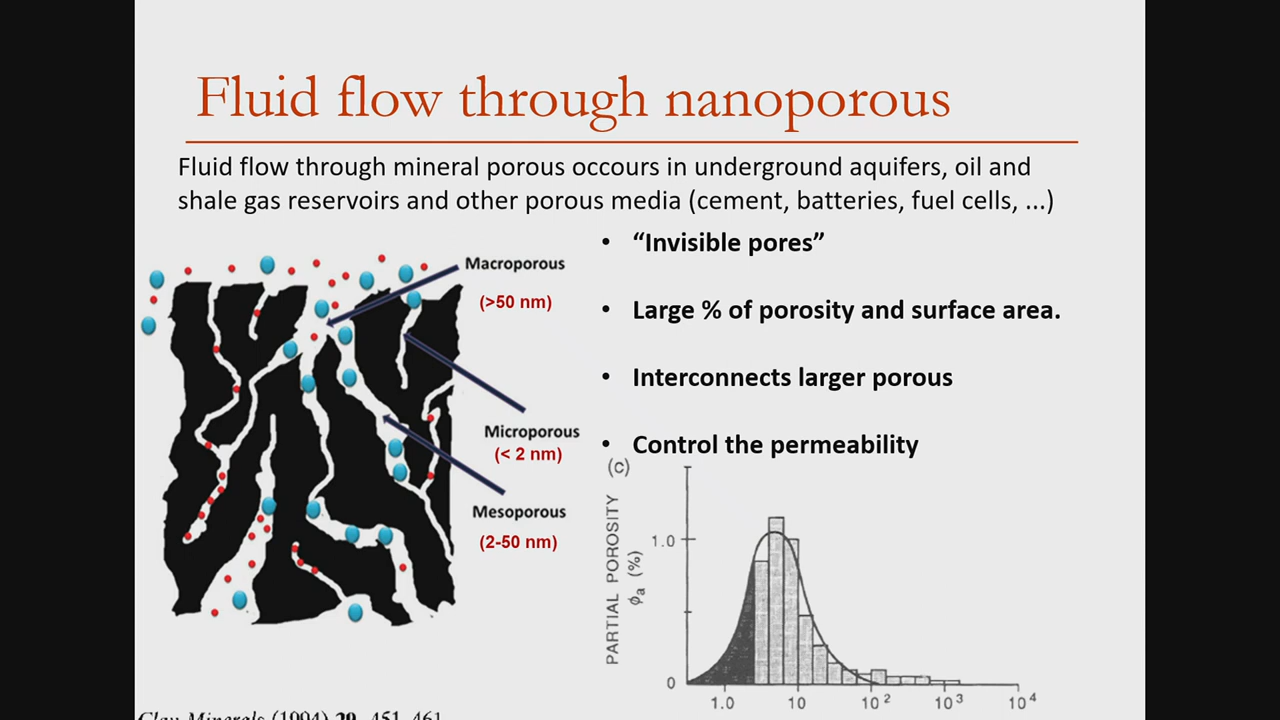 Fluid flow through nanoporous
Fluid flow through mineral porous occours in underground aquifers, oil and
shale gas reservoirs and other porous media (cement, batteries, fuel cells, ...)
Macroporous
(>50 nm)
Microporous
(< 2 nm)
Mesoporous
(2-50 nm)
• “Invisible pores”
• Large % of porosity and surface area.
• Interconnects larger porous
• Control the permeability
(c)
PARTIAL POROSITY
ϕa (%)
1.0
0
1.0 10 10² 10³ 10⁴
Clay Minerals (1994) 29, 451-461